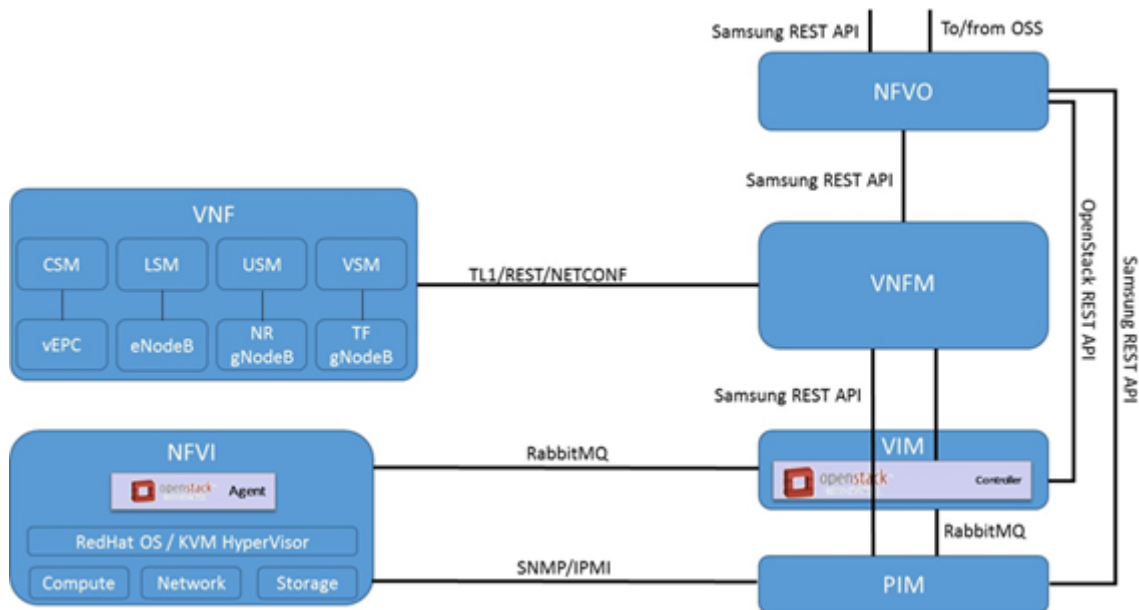 Samsung REST API
To/from OSS
NFVO
Samsung REST API
OpenStack REST API
Samsung REST API
VNF
CSM
LSM
USM
VSM
vEPC
eNodeB
NR
gNodeB
TF
gNodeB
TL1/REST/NETCONF
VNFM
Samsung REST API
NFVI
openstack
Agent
RedHat OS / KVM HyperVisor
Compute
Network
Storage
RabbitMQ
VIM
openstack
Controller
RabbitMQ
SNMP/IPMI
PIM